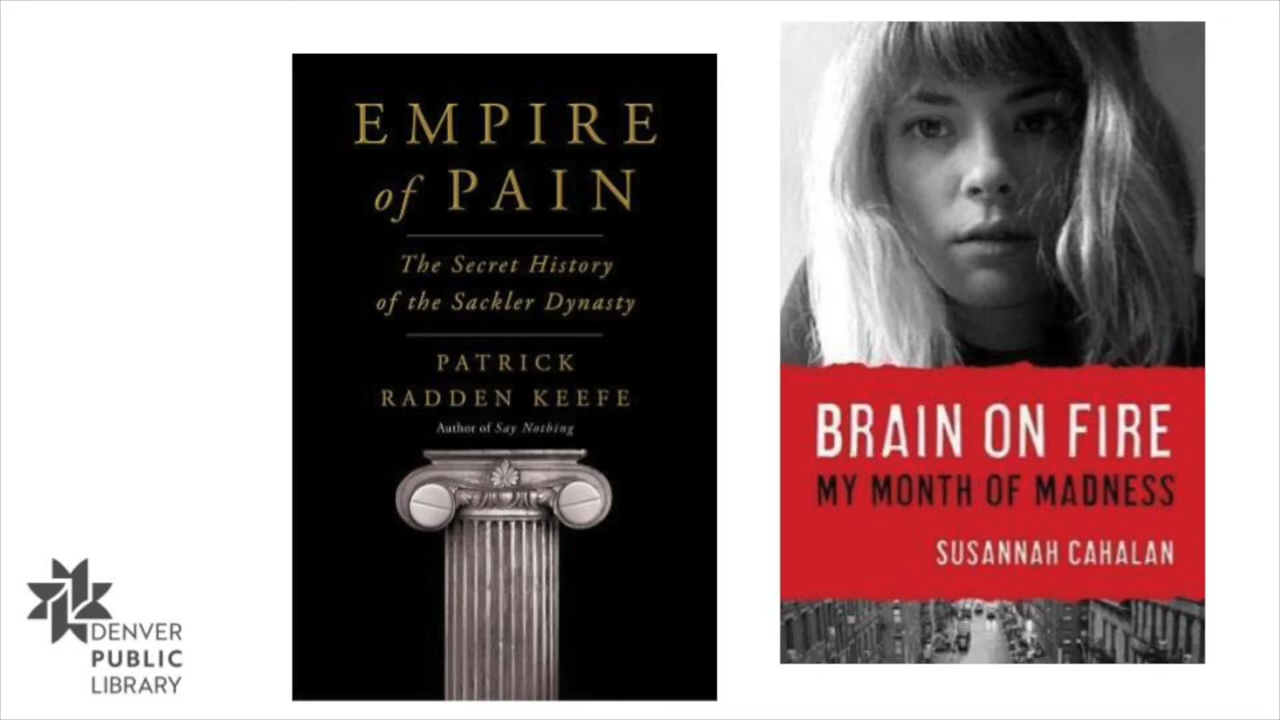 EMPIRE
of PAIN
The Secret History
of the Sackler Dynasty
PATRICK
RADDEN KEEFE
Author of Say Nothing
BRAIN ON FIRE
MY MONTH OF MADNESS
SUSANNAH CAHALAN
DENVER
PUBLIC
LIBRARY